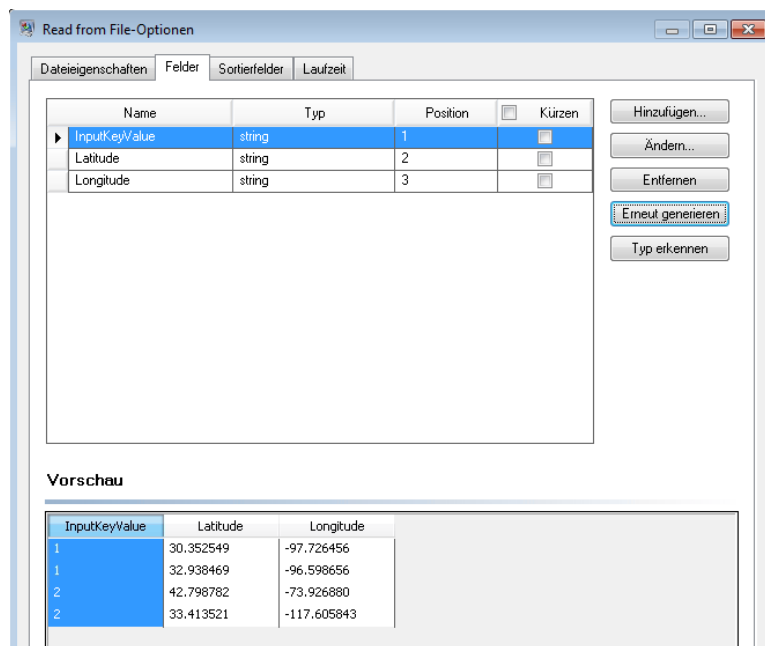 Read from File-Optionen
Dateieigenschaften Felder Sortierfelder Laufzeit
Name Typ Position Kürzen
InputKeyValue string 1
Latitude string 2
Longitude string 3
Hinzufügen...
Ändern...
Entfernen
Erneut generieren
Typ erkennen
Vorschau
InputKeyValue Latitude Longitude
1 30.352549 -97.726456
1 32.938469 -96.598656
2 42.798782 -73.926880
2 33.413521 -117.605843